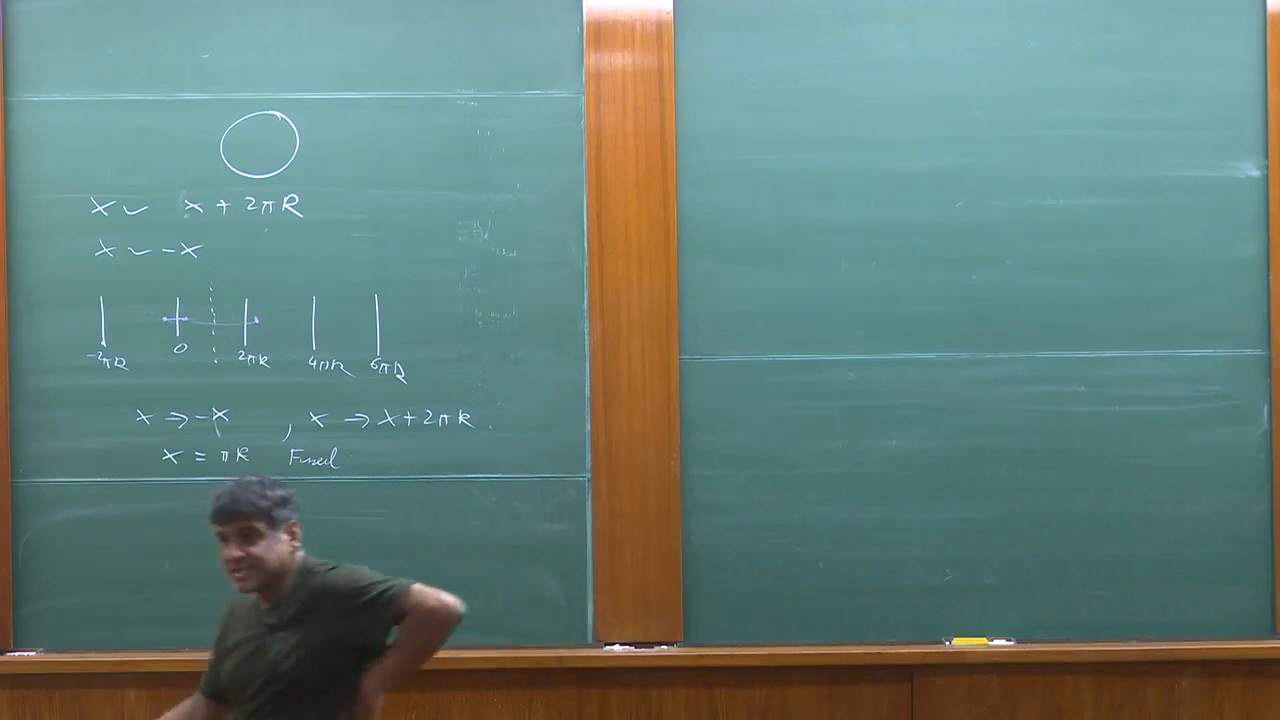 x ~ x + 2πR
x ~ -x
-2πR 0 2πR 4πR 6πR
x → -x , x → x + 2πR.
x = πR Fixed